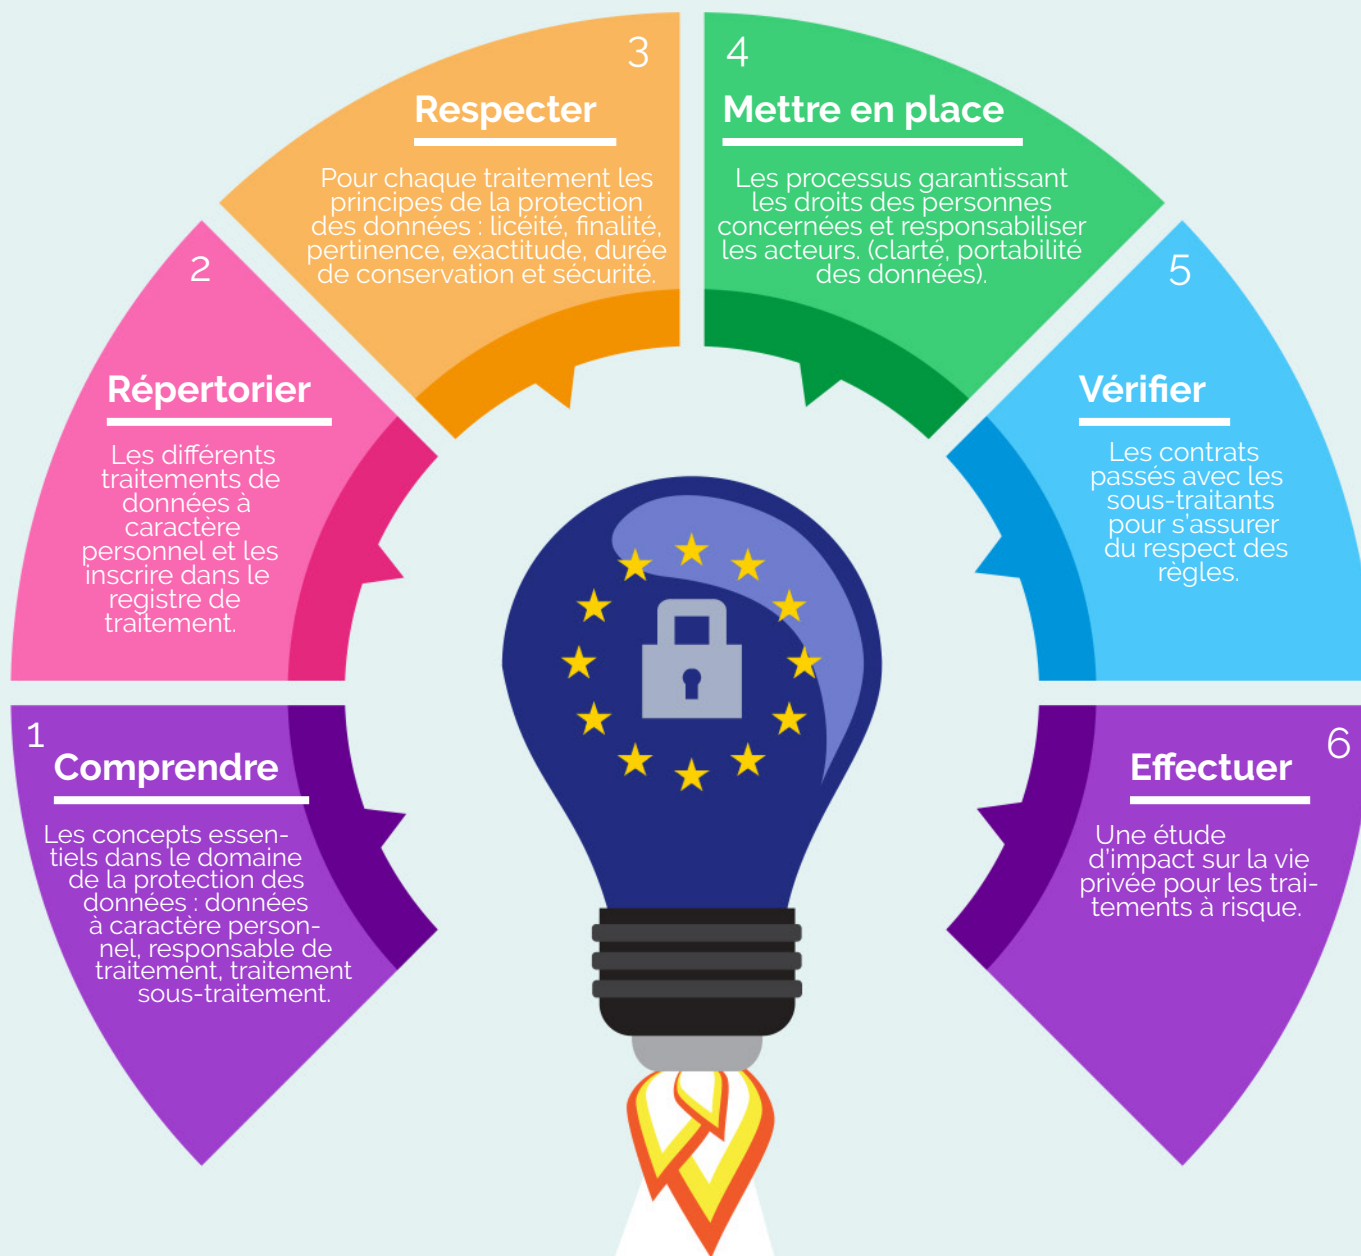 1
Comprendre
Les concepts essen-
tiels dans le domaine
de la protection des
données : données
à caractère person-
nel, responsable de
traitement, traitement
sous-traitement.
2
Répertorier
Les différents
traitements de
données à
caractère
personnel et les
inscrire dans le
registre de
traitement.
3
Respecter
Pour chaque traitement les
principes de la protection
des données : licéité, finalité,
pertinence, exactitude, durée
de conservation et sécurité.
4
Mettre en place
Les processus garantissant
les droits des personnes
concernées et responsabiliser
les acteurs. (clarté, portabilité
des données).
5
Vérifier
Les contrats
passés avec les
sous-traitants
pour s'assurer
du respect des
règles.
6
Effectuer
Une étude
d'impact sur la vie
privée pour les trai-
tements à risque.